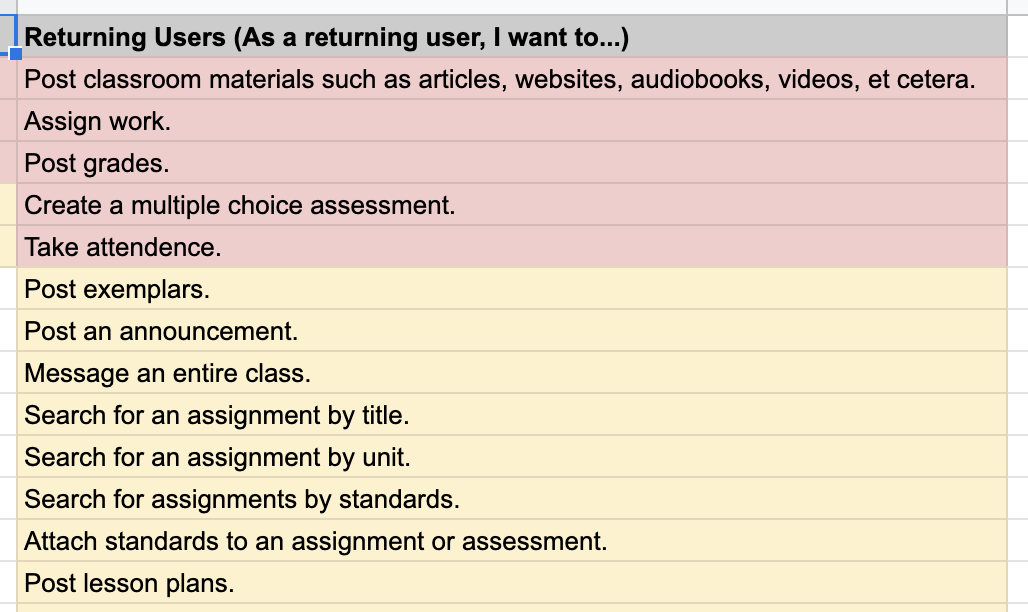 Returning Users (As a returning user, I want to...)
Post classroom materials such as articles, websites, audiobooks, videos, et cetera.
Assign work.
Post grades.
Create a multiple choice assessment.
Take attendence.
Post exemplars.
Post an announcement.
Message an entire class.
Search for an assignment by title.
Search for an assignment by unit.
Search for assignments by standards.
Attach standards to an assignment or assessment.
Post lesson plans.